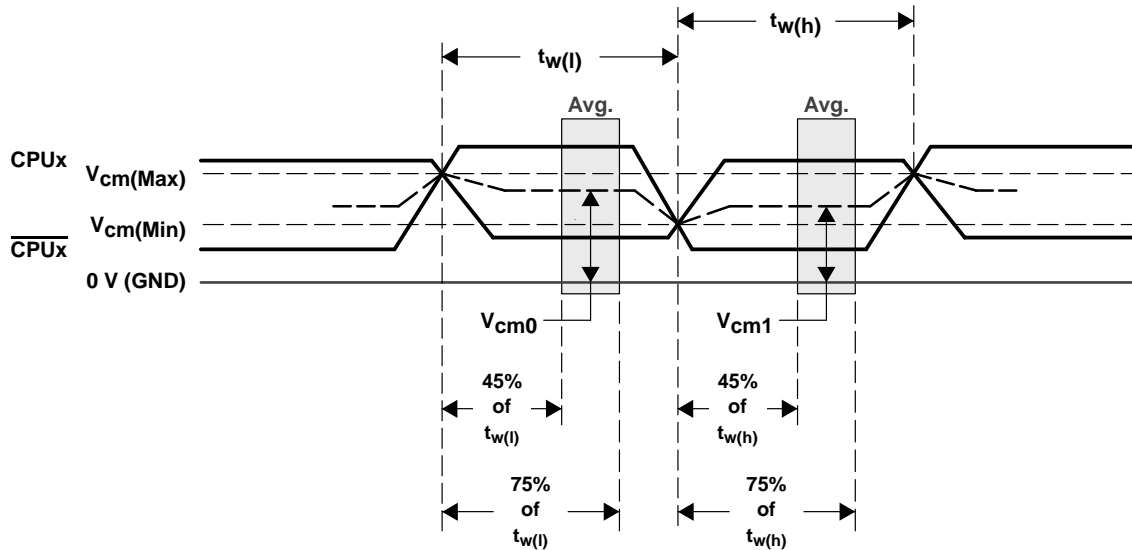 tw(h)
tw(l)
Avg.
Avg.
CPUx
Vcm(Max)
Vcm(Min)
CPUx
0 V (GND)
Vcm0
Vcm1
45%
of
tw(l)
45%
of
tw(h)
75%
of
tw(l)
75%
of
tw(h)